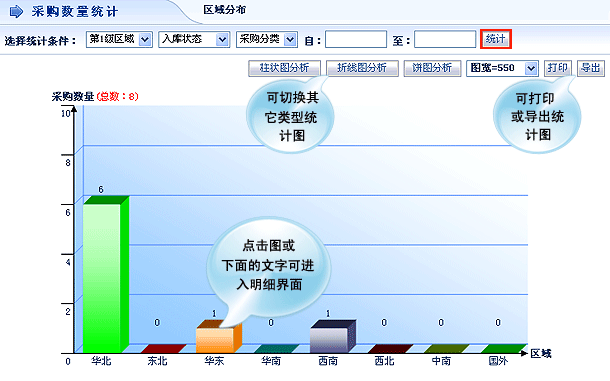 采购数量统计
区域分布
选择统计条件： 第1级区域 入库状态 采购分类 自： 至： 统计
柱状图分析 折线图分析 饼图分析 图宽=550 打印 导出
可切换其
它类型统
计图
可打印
或导出统
计图
采购数量(总数：8)
10
8
6
4
2
0
6
0
1
0
1
0
0
0
点击图或
下面的文字可进
入明细界面
华北 东北 华东 华南 西南 西北 中南 国外
区域